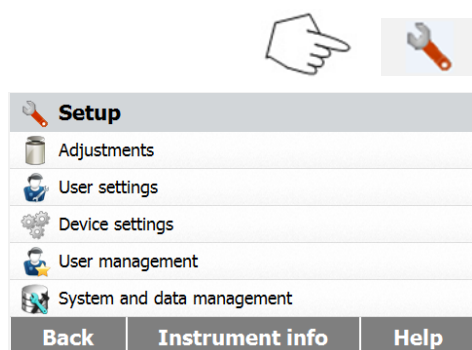 Setup
Adjustments
User settings
Device settings
User management
System and data management
Back Instrument info Help